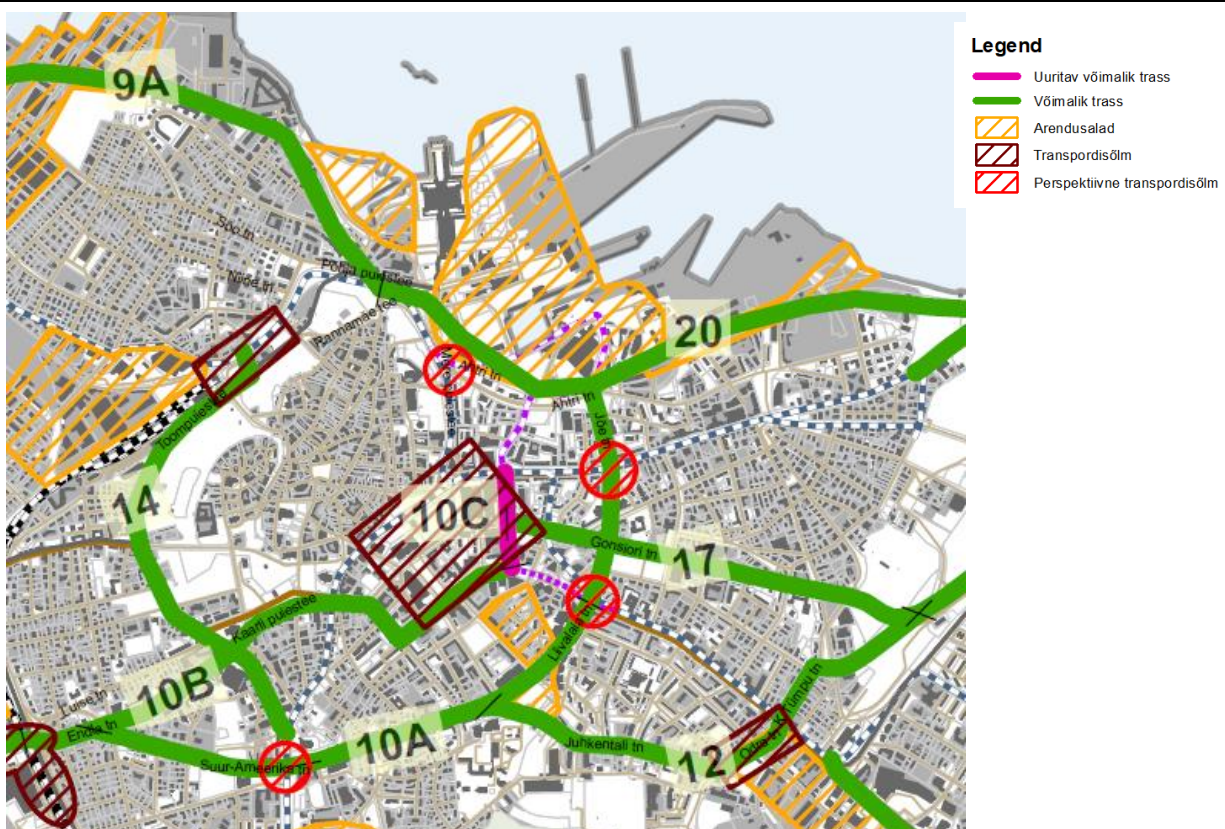 Legend
Uuritav võimalik trass
Võimalik trass
Arendusalad
Transpordisõlm
Perspektiivne transpordisõlm
9A
Soo tn
Niine tn
Põhja puiestee
Rannamäe tee
20
Ahtri tn
Ahtri tn
Jõe tn
Toompuiestee
14
10C
Gonsiori tn
17
Kaarli puiestee
Liivalaia tn
10B
Luise tn
Endla tn
10A
Suur-Ameerika tn
Juhkentali tn
12
Odra tn